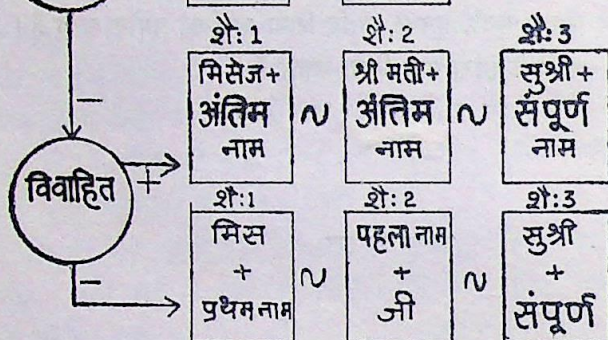 शै:1 शै:2 शै:3
मिसेज+ श्रीमती+ सुश्री+
अंतिम ~ अंतिम ~ संपूर्ण
नाम नाम नाम
विवाहित
शै:1 शै:2 शै:3
मिस पहला नाम सुश्री
+ + +
प्रथम नाम ~ जी ~ संपूर्ण